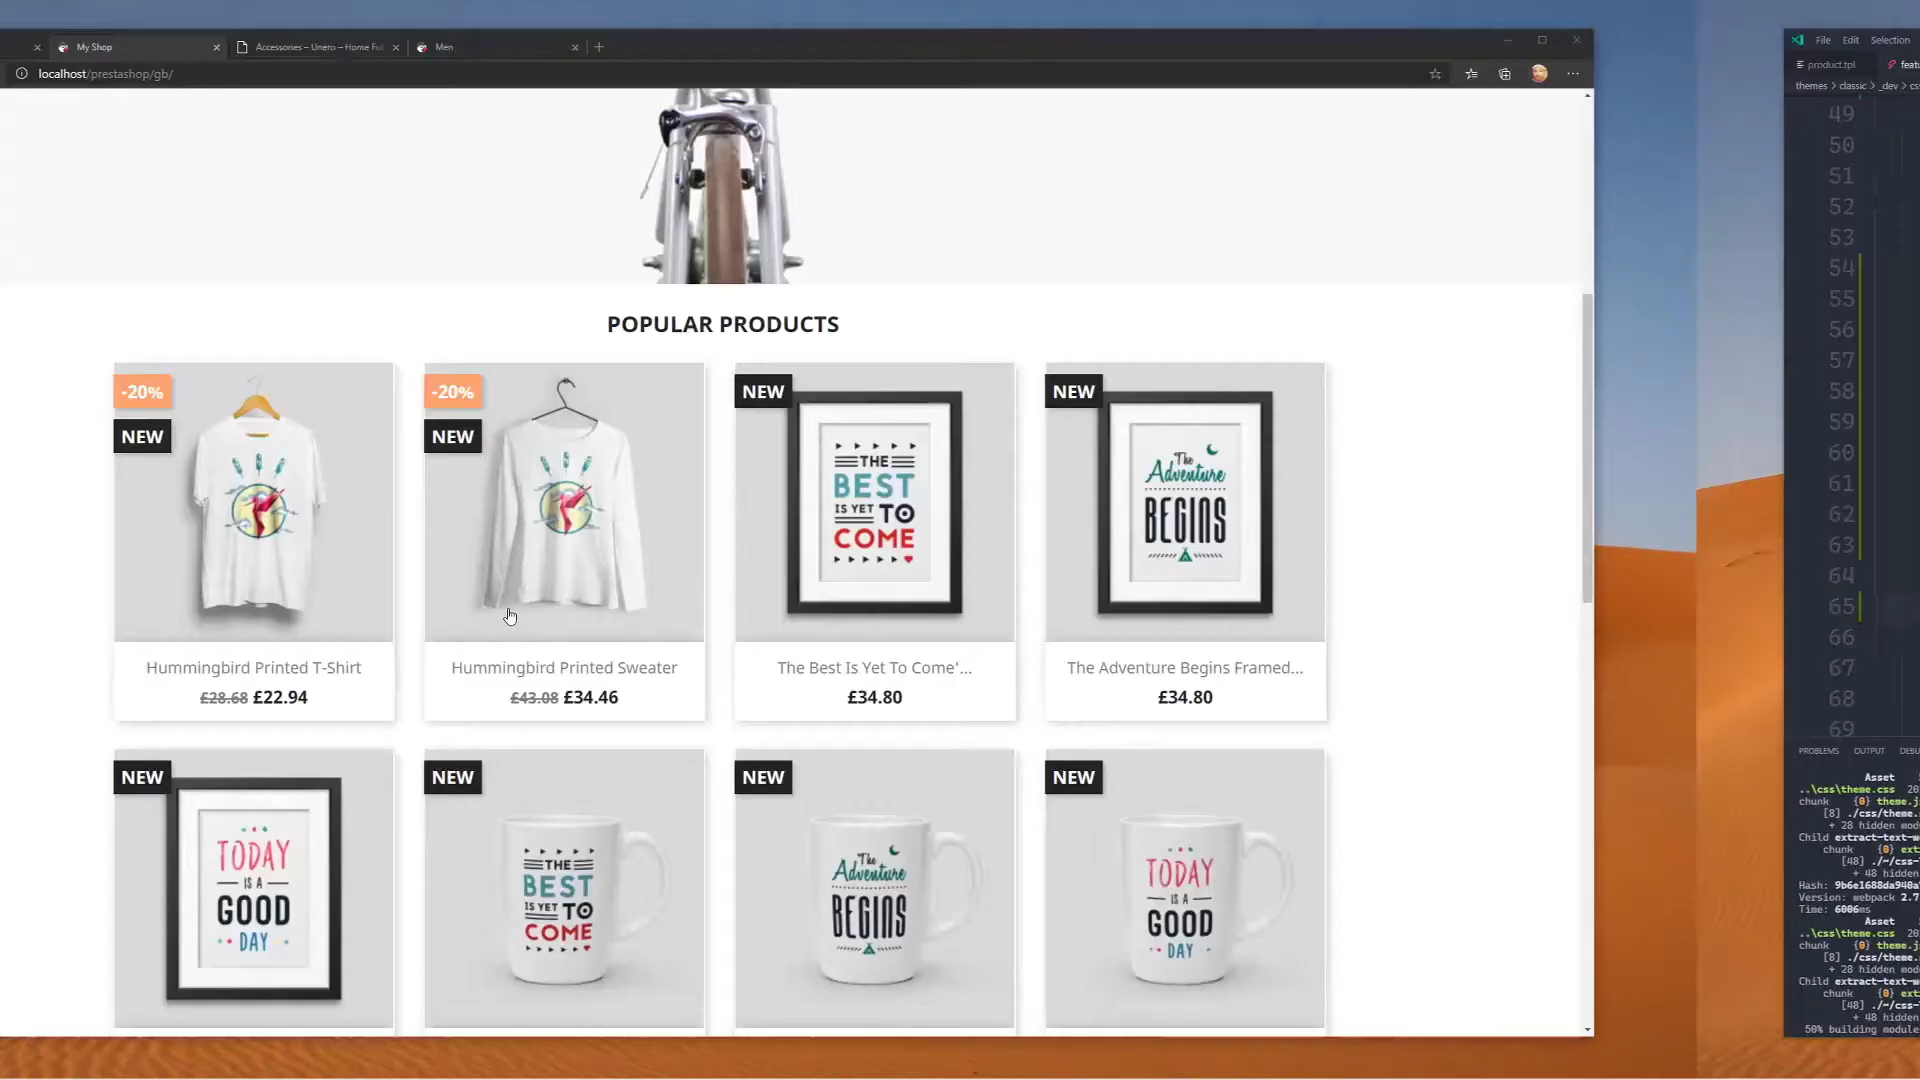 My Shop
Accessories – Unero – Home Ful
Men
localhost/prestashop/gb/
POPULAR PRODUCTS
-20%
NEW
-20%
NEW
NEW
THE
BEST
IS YET TO
COME
NEW
The
Adventure
BEGINS
Hummingbird Printed T-Shirt
£28.68 £22.94
Hummingbird Printed Sweater
£43.08 £34.46
The Best Is Yet To Come'...
£34.80
The Adventure Begins Framed...
£34.80
NEW
TODAY
IS A
GOOD
DAY
NEW
THE
BEST
IS YET TO
COME
NEW
The
Adventure
BEGINS
NEW
TODAY
IS A
GOOD
DAY
File Edit Selection
product.tpl featu
themes > classic > _dev > cs
49
50
51
52
53
54
55
56
57
58
59
60
61
62
63
64
65
66
67
68
69
PROBLEMS OUTPUT DEBU
Asset
..\css\theme.css 20
chunk {0} theme.j
[8] ./css/theme.
+ 28 hidden mod
Child extract-text-w
chunk {0} ext
[48] ./~/css-
+ 48 hidden
Hash: 9b6e1688da940a
Version: webpack 2.7
Time: 6006ms
Asset
..\css\theme.css 20
chunk {0} theme.j
[8] ./css/theme.
+ 28 hidden mod
Child extract-text-w
chunk {0} ext
[48] ./~/css-
+ 48 hidden
50% building module